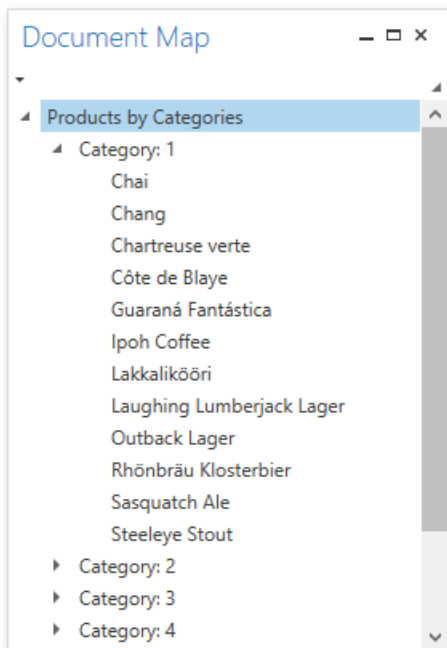 Document Map
Products by Categories
Category: 1
Chai
Chang
Chartreuse verte
Côte de Blaye
Guaraná Fantástica
Ipoh Coffee
Lakkalikööri
Laughing Lumberjack Lager
Outback Lager
Rhönbräu Klosterbier
Sasquatch Ale
Steeleye Stout
Category: 2
Category: 3
Category: 4